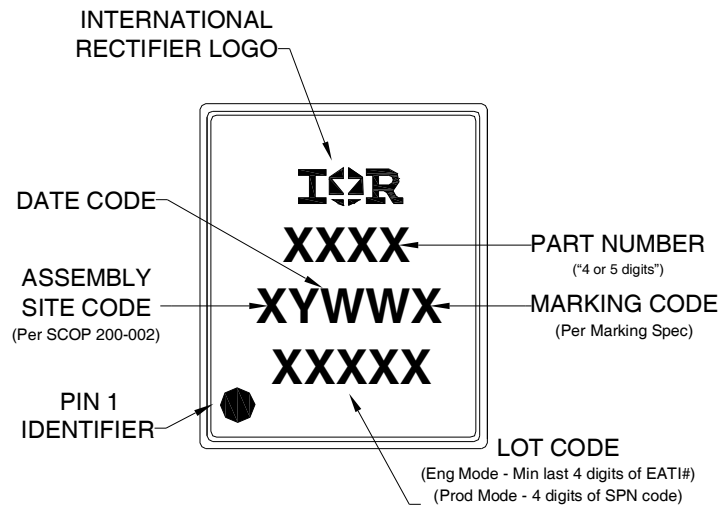 INTERNATIONAL
RECTIFIER LOGO
IOR
DATE CODE
XXXX
PART NUMBER
("4 or 5 digits")
ASSEMBLY
SITE CODE
(Per SCOP 200-002)
XYWWX
MARKING CODE
(Per Marking Spec)
XXXXX
PIN 1
IDENTIFIER
LOT CODE
(Eng Mode - Min last 4 digits of EATI#)
(Prod Mode - 4 digits of SPN code)